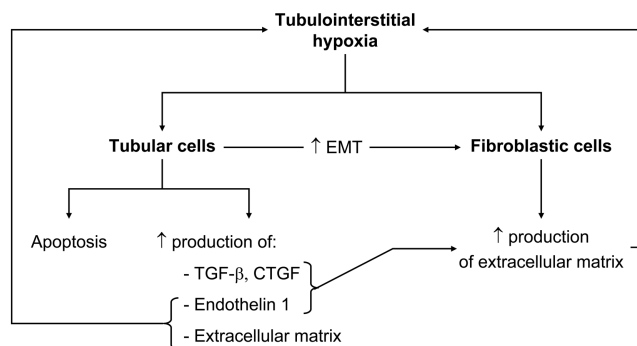 Tubulointerstitial
hypoxia
Tubular cells
↑ EMT
Fibroblastic cells
Apoptosis
↑ production of:
- TGF-β, CTGF
- Endothelin 1
- Extracellular matrix
↑ production
of extracellular matrix